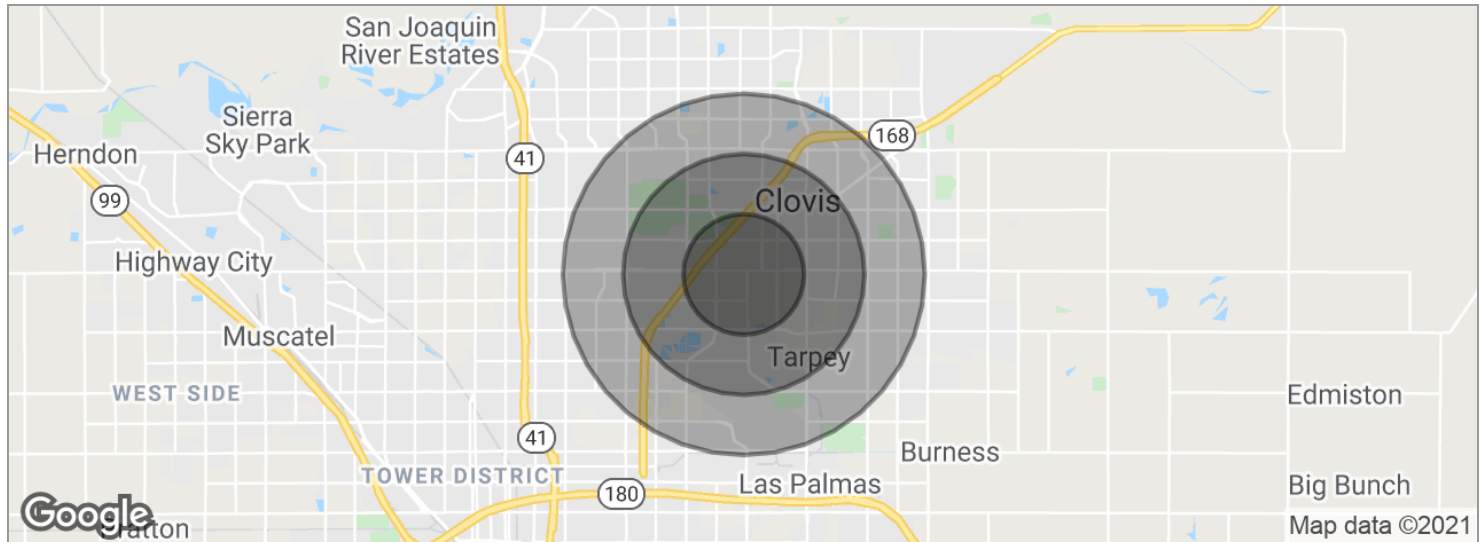 San Joaquin
River Estates
Sierra
Sky Park
Herndon
99
41
168
Clovis
Highway City
Muscatel
Tarpey
WEST SIDE
Edmiston
41
Burness
TOWER DISTRICT
180
Las Palmas
Big Bunch
Google
Pratton
Map data ©2021